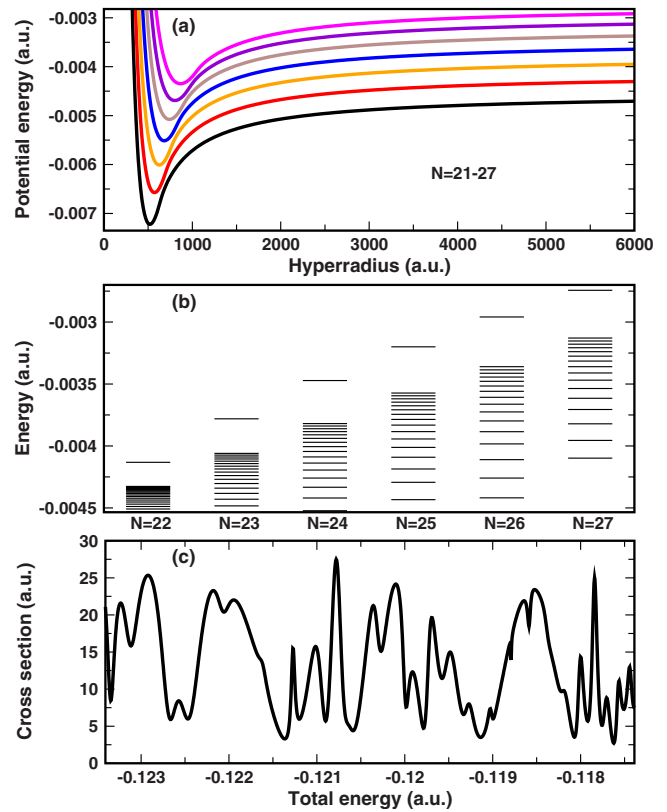 (a)
Potential energy (a.u.)
-0.003
-0.004
-0.005
-0.006
-0.007
N=21-27
0 1000 2000 3000 4000 5000 6000
Hyperradius (a.u.)
(b)
Energy (a.u.)
-0.003
-0.0035
-0.004
-0.0045
N=22 N=23 N=24 N=25 N=26 N=27
(c)
Cross section (a.u.)
30
25
20
15
10
5
0
-0.123 -0.122 -0.121 -0.12 -0.119 -0.118
Total energy (a.u.)